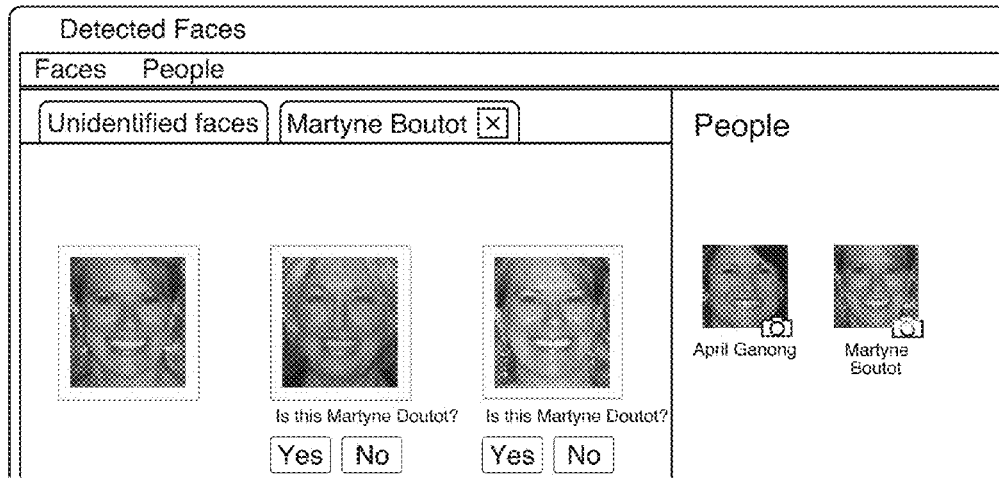 Detected Faces
Faces People
Unidentified faces
Martyne Boutot
People
Is this Martyne Doutot?
Yes No
Is this Martyne Doutot?
Yes No
April Ganong
Martyne
Boutot